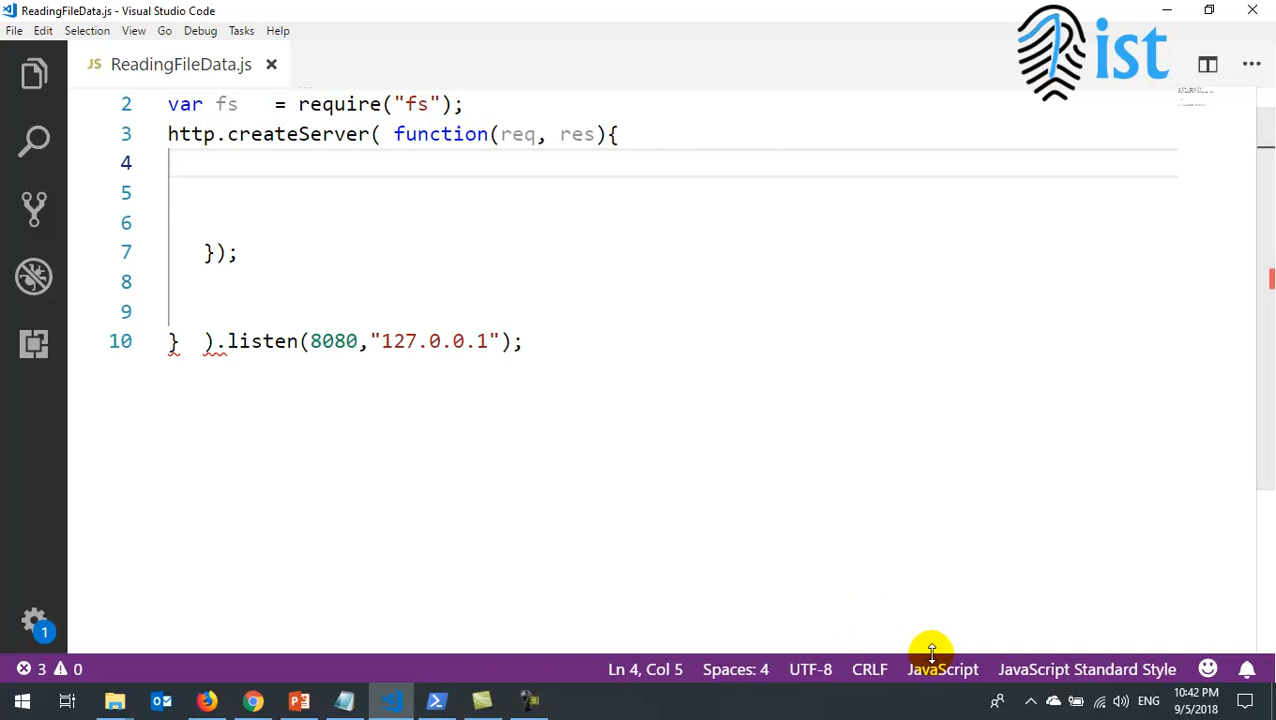 ReadingFileData.js - Visual Studio Code
File Edit Selection View Go Debug Tasks Help
ist
JS ReadingFileData.js
2 var fs = require("fs");
3 http.createServer( function(req, res){
4
5
6
7 });
8
9
10 } ).listen(8080,"127.0.0.1");
1
3 0 Ln 4, Col 5 Spaces: 4 UTF-8 CRLF JavaScript JavaScript Standard Style
ENG 10:42 PM
9/5/2018